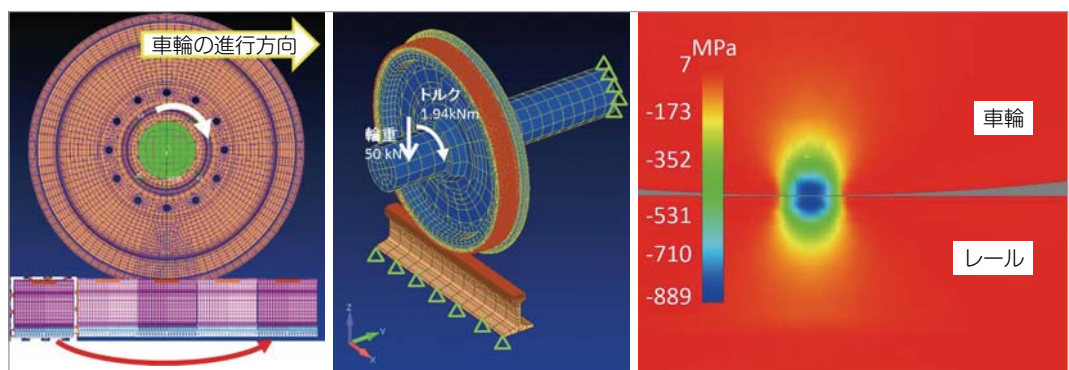 車輪の進行方向
トルク
1.94kNm
輪重
50 kN
Z
Y
X
MPa
7
-173
-352
-531
-710
-889
車輪
レール